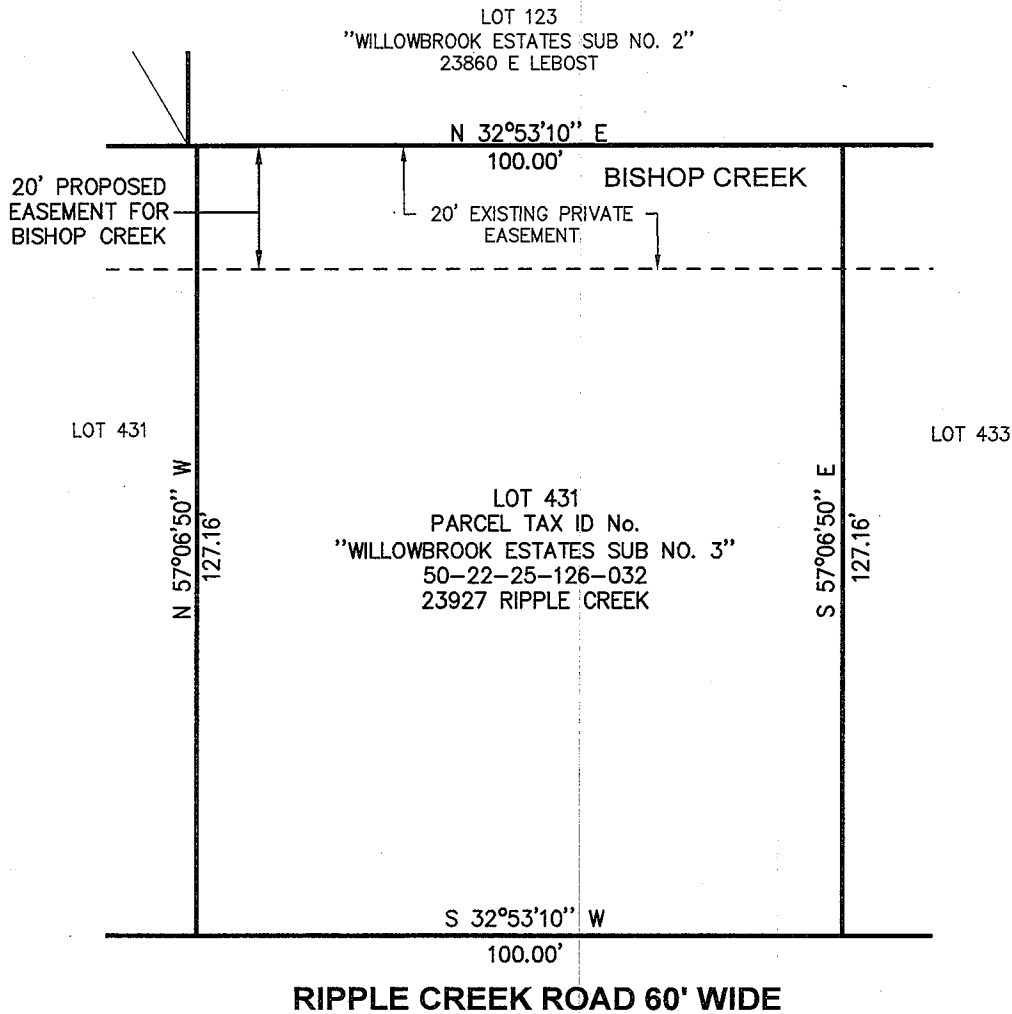 LOT 123
"WILLOWBROOK ESTATES SUB NO. 2"
23860 E LEBOST
N 32°53'10" E
100.00'
BISHOP CREEK
20' PROPOSED
EASEMENT FOR
BISHOP CREEK
20' EXISTING PRIVATE
EASEMENT
LOT 431
LOT 433
N 57°06'50" W
127.16'
LOT 431
PARCEL TAX ID No.
"WILLOWBROOK ESTATES SUB NO. 3"
50-22-25-126-032
23927 RIPPLE CREEK
S 57°06'50" E
127.16'
S 32°53'10" W
100.00'
RIPPLE CREEK ROAD 60' WIDE